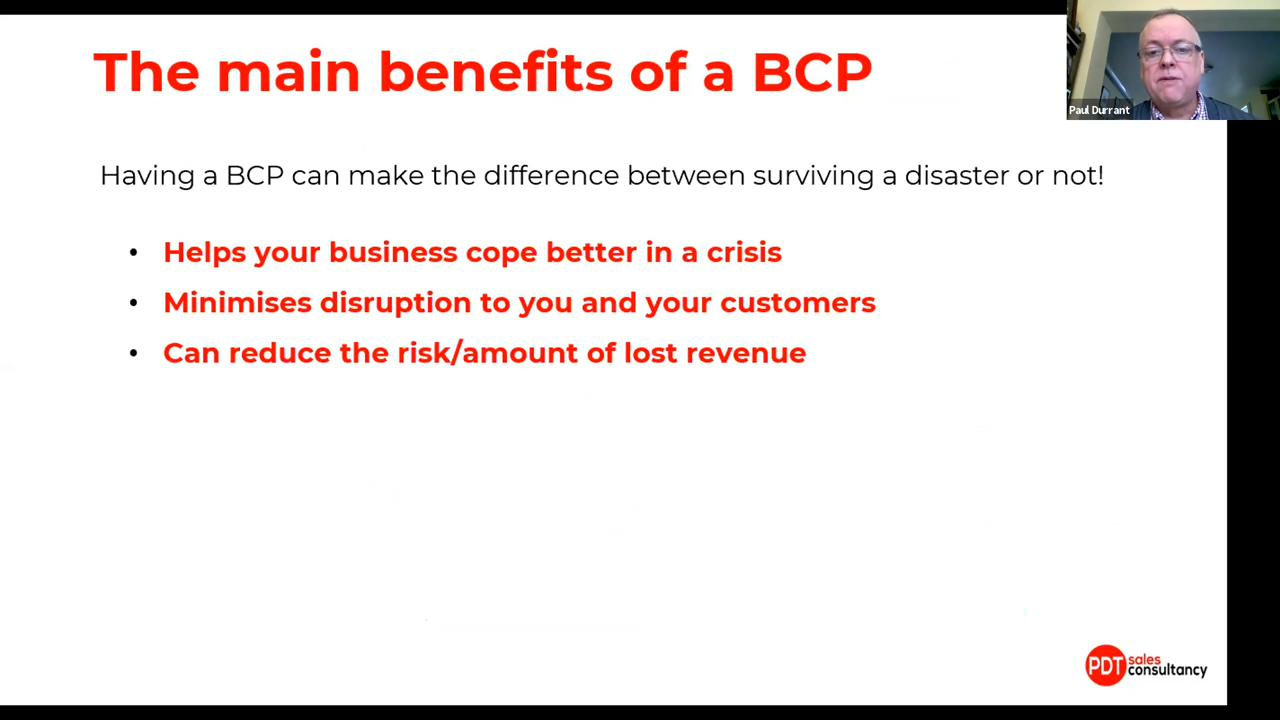 The main benefits of a BCP
Paul Durrant
Having a BCP can make the difference between surviving a disaster or not!
• Helps your business cope better in a crisis
• Minimises disruption to you and your customers
• Can reduce the risk/amount of lost revenue
PDT sales
consultancy